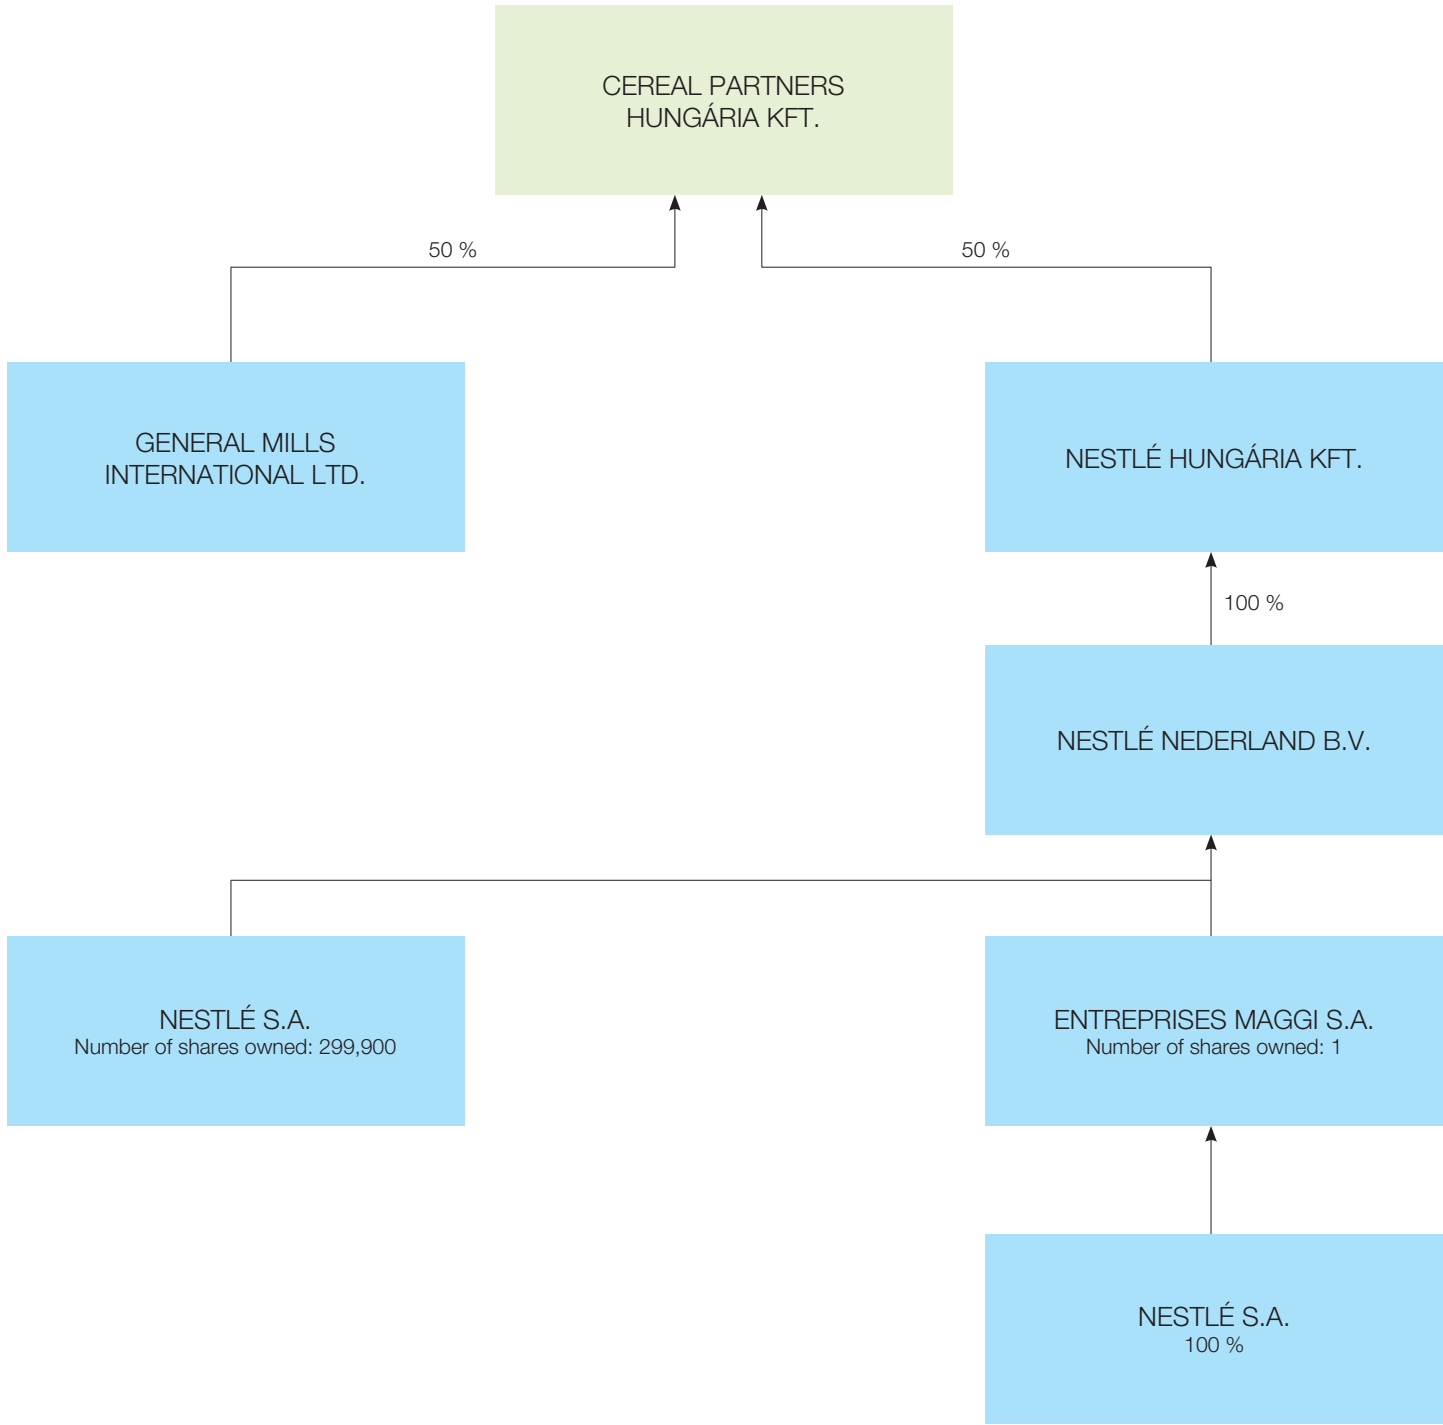 CEREAL PARTNERS
HUNGÁRIA KFT.
50 %
50 %
GENERAL MILLS
INTERNATIONAL LTD.
NESTLÉ HUNGÁRIA KFT.
100 %
NESTLÉ NEDERLAND B.V.
NESTLÉ S.A.
Number of shares owned: 299,900
ENTREPRISES MAGGI S.A.
Number of shares owned: 1
NESTLÉ S.A.
100 %